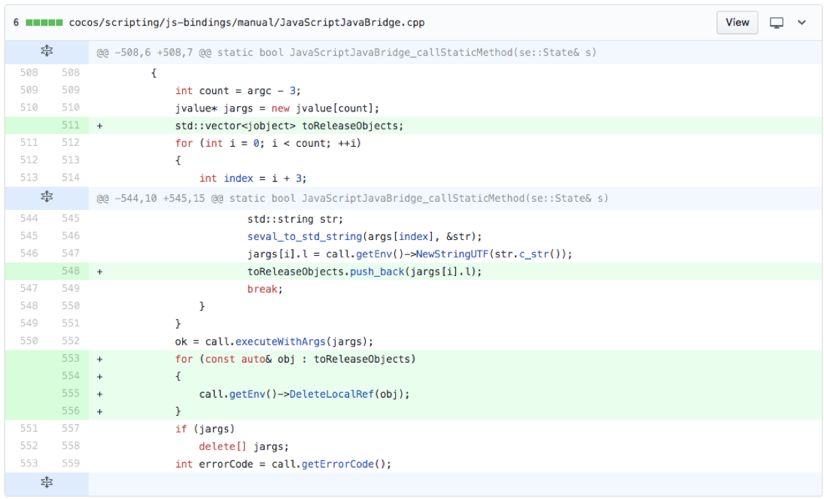 6 cocos/scripting/js-bindings/manual/JavaScriptJavaBridge.cpp View
@@ -508,6 +508,7 @@ static bool JavaScriptJavaBridge_callStaticMethod(se::State& s)
508 508 {
509 509 int count = argc - 3;
510 510 jvalue* jargs = new jvalue[count];
511 + std::vector<jobject> toReleaseObjects;
511 512 for (int i = 0; i < count; ++i)
512 513 {
513 514 int index = i + 3;
@@ -544,10 +545,15 @@ static bool JavaScriptJavaBridge_callStaticMethod(se::State& s)
544 545 std::string str;
545 546 seval_to_std_string(args[index], &str);
546 547 jargs[i].l = call.getEnv()->NewStringUTF(str.c_str());
548 + toReleaseObjects.push_back(jargs[i].l);
547 549 break;
548 550 }
549 551 }
550 552 ok = call.executeWithArgs(jargs);
553 + for (const auto& obj : toReleaseObjects)
554 + {
555 + call.getEnv()->DeleteLocalRef(obj);
556 + }
551 557 if (jargs)
552 558 delete[] jargs;
553 559 int errorCode = call.getErrorCode();